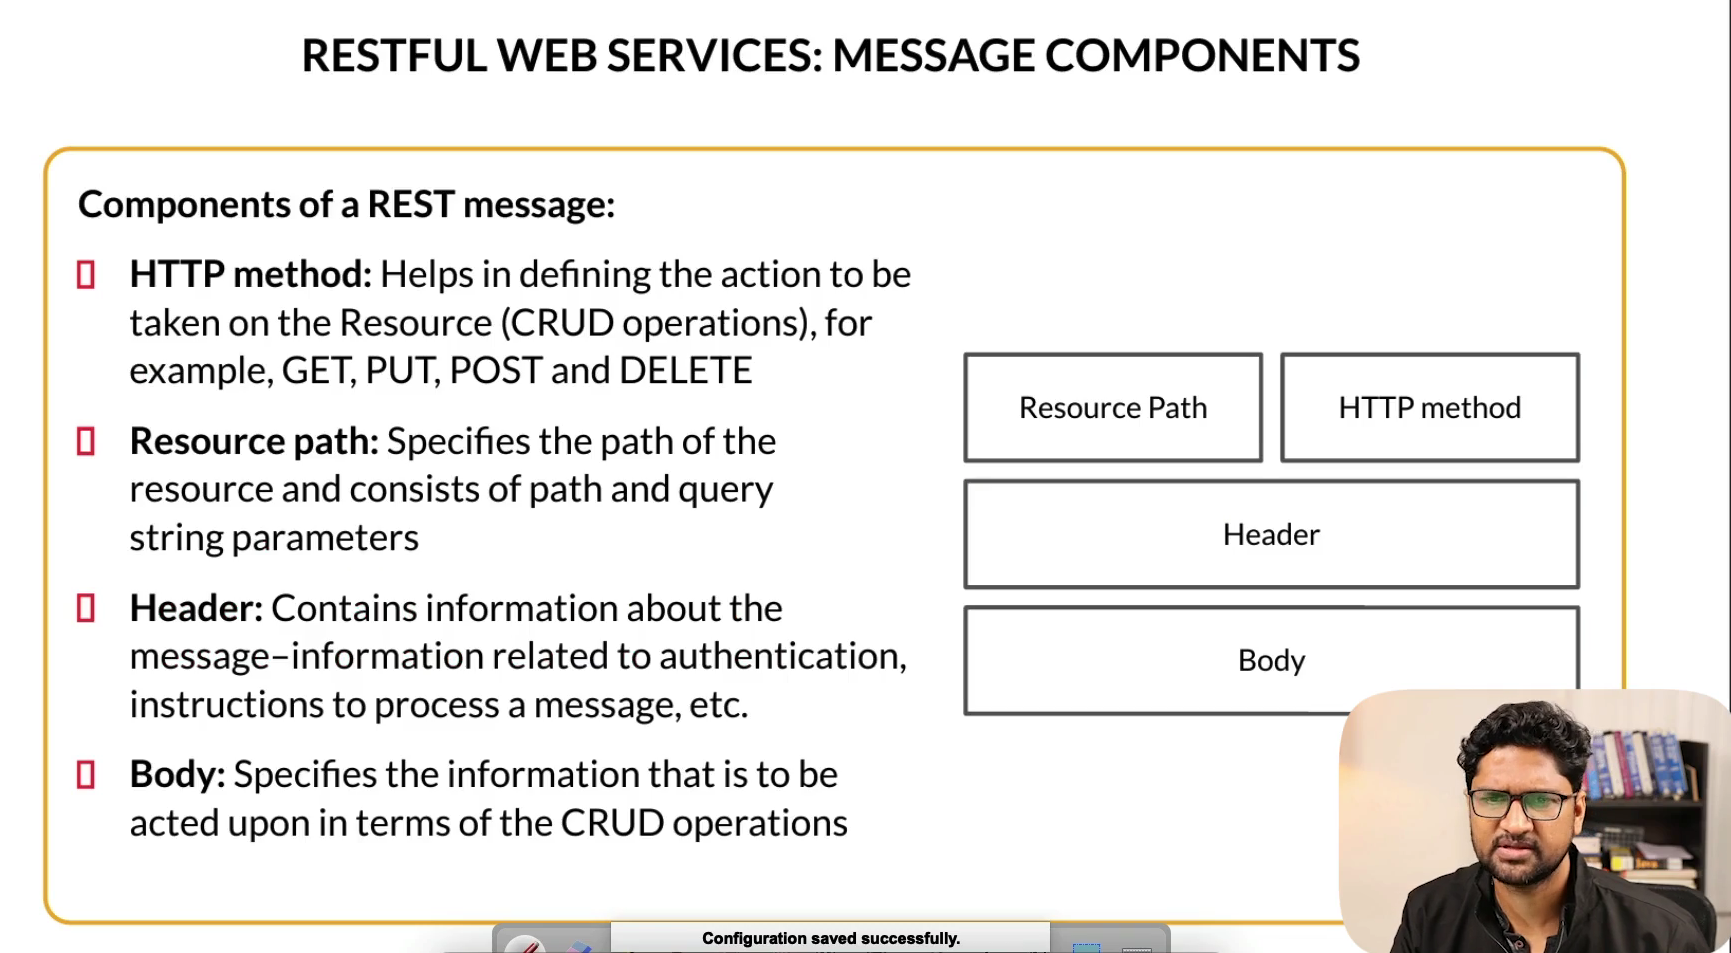 RESTFUL WEB SERVICES: MESSAGE COMPONENTS
Components of a REST message:
HTTP method: Helps in defining the action to be
taken on the Resource (CRUD operations), for
example, GET, PUT, POST and DELETE
Resource path: Specifies the path of the
resource and consists of path and query
string parameters
Header: Contains information about the
message–information related to authentication,
instructions to process a message, etc.
Body: Specifies the information that is to be
acted upon in terms of the CRUD operations
Resource Path
HTTP method
Header
Body
Java
Configuration saved successfully.